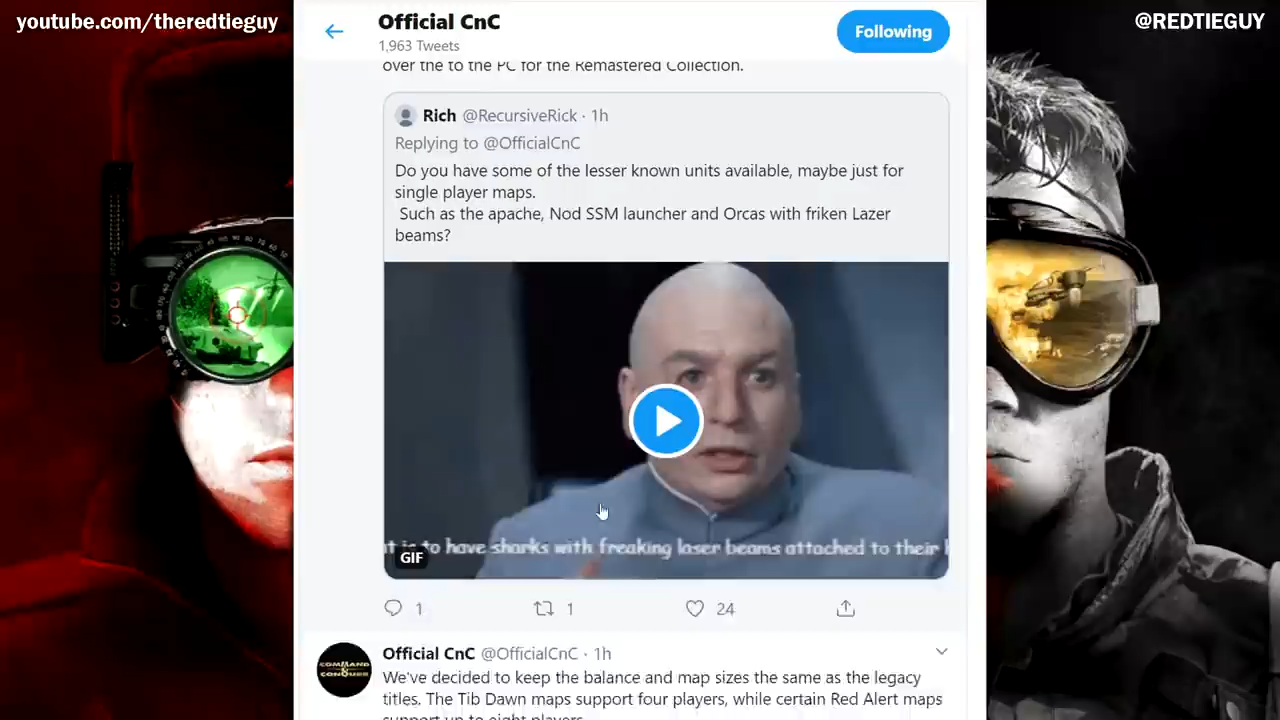 youtube.com/theredtieguy
@REDTIEGUY
Official CnC
1,963 Tweets
Following
over the to the PC for the Remastered Collection.
Rich @RecursiveRick · 1h
Replying to @OfficialCnC
Do you have some of the lesser known units available, maybe just for
single player maps.
Such as the apache, Nod SSM launcher and Orcas with friken Lazer
beams?
t is to have sharks with freaking laser beams attached to their
GIF
1
1
24
COMMAND
CONQUER
Official CnC @OfficialCnC · 1h
We've decided to keep the balance and map sizes the same as the legacy
titles. The Tib Dawn maps support four players, while certain Red Alert maps
support up to eight players.